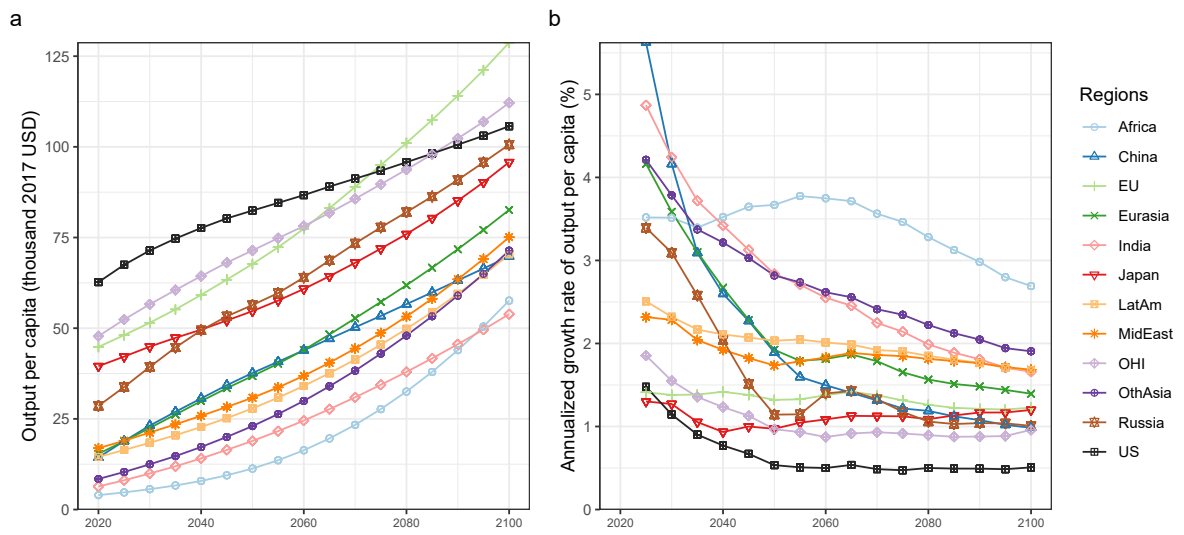 a
Output per capita (thousand 2017 USD)
125
100
75
50
25
0
2020
2040
2060
2080
2100
b
Annualized growth rate of output per capita (%)
5
4
3
2
1
0
2020
2040
2060
2080
2100
Regions
Africa
China
EU
Eurasia
India
Japan
LatAm
MidEast
OHI
OthAsia
Russia
US